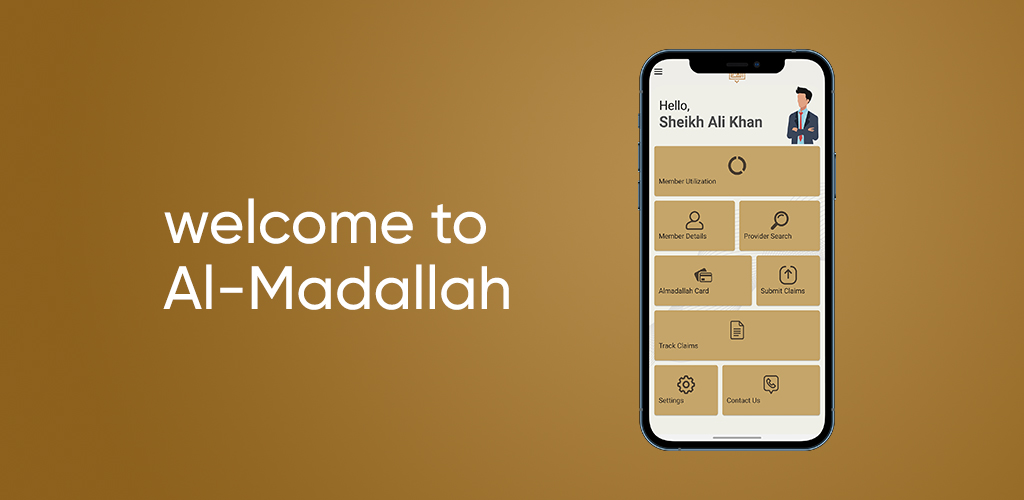 welcome to
Al-Madallah
Hello,
Sheikh Ali Khan
Member Utilization
Member Details
Provider Search
Almadallah Card
Submit Claims
Track Claims
Settings
Contact Us